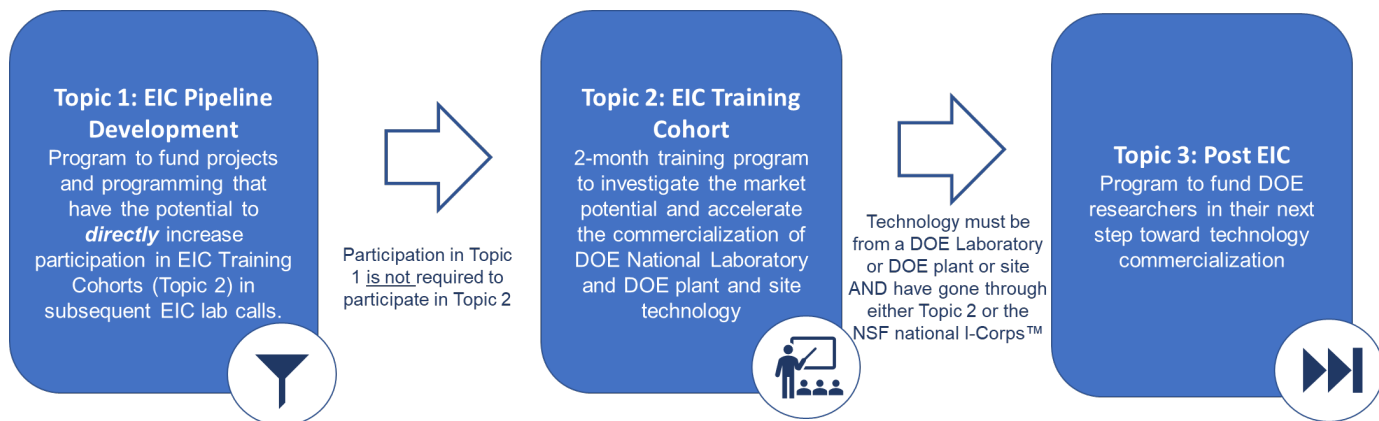 Topic 1: EIC Pipeline
Development
Program to fund projects
and programming that
have the potential to
directly increase
participation in EIC Training
Cohorts (Topic 2) in
subsequent EIC lab calls.
Participation in Topic
1 is not required to
participate in Topic 2
Topic 2: EIC Training
Cohort
2-month training program
to investigate the market
potential and accelerate
the commercialization of
DOE National Laboratory
and DOE plant and site
technology
Technology must be
from a DOE Laboratory
or DOE plant or site
AND have gone through
either Topic 2 or the
NSF national I-Corps™
Topic 3: Post EIC
Program to fund DOE
researchers in their next
step toward technology
commercialization